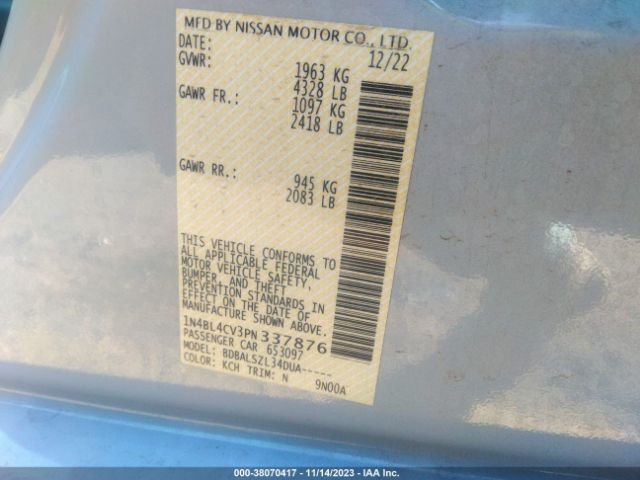 MFD BY NISSAN MOTOR CO., LTD.
DATE: 12/22
GVWR: 1963 KG
4328 LB
GAWR FR.: 1097 KG
2418 LB
GAWR RR.: 945 KG
2083 LB
THIS VEHICLE CONFORMS TO
ALL APPLICABLE FEDERAL
MOTOR VEHICLE SAFETY,
BUMPER, AND THEFT
PREVENTION STANDARDS IN
EFFECT ON THE DATE OF
MANUFACTURE SHOWN ABOVE.
1N4BL4CV3PN337876
PASSENGER CAR 653097
MODEL: BDBALSZL34DUA-----
COLOR: KCH TRIM: N 9N00A
000-38070417 - 11/14/2023 - IAA Inc.